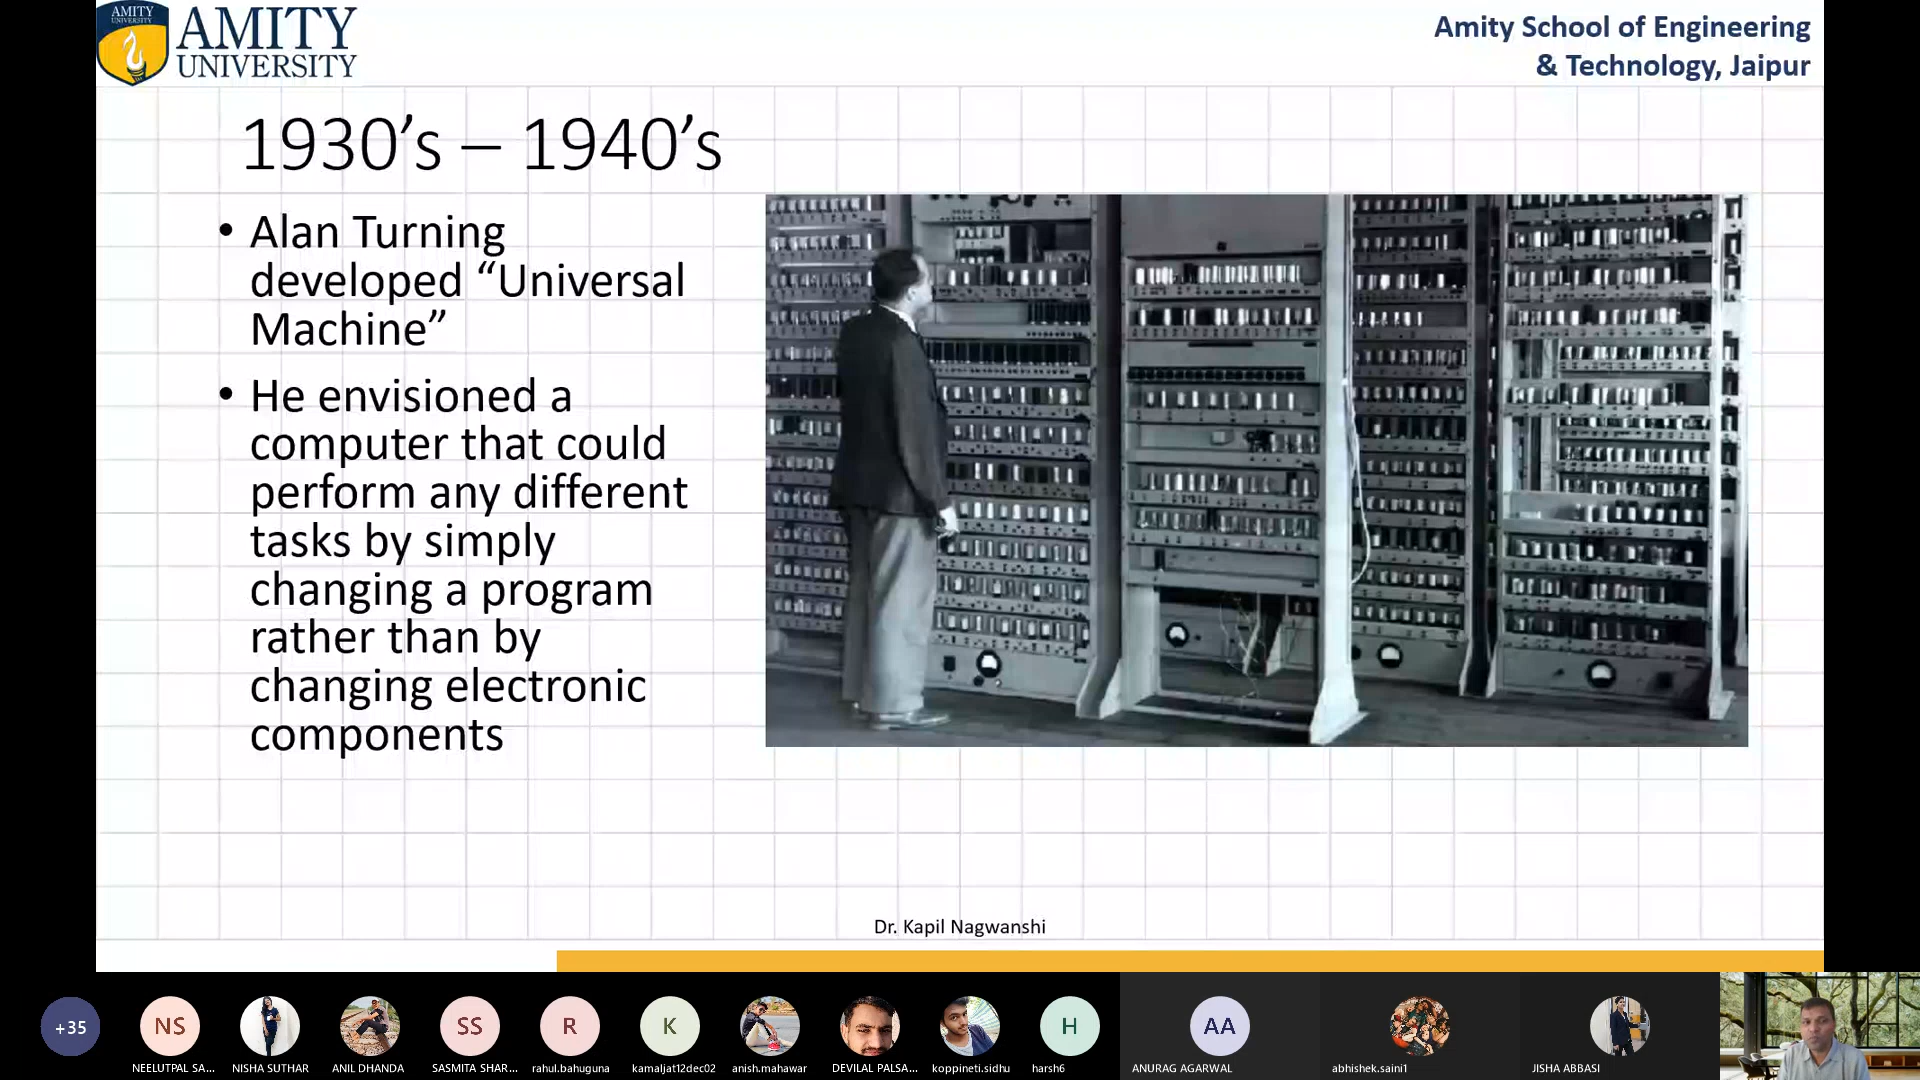 AMITY
UNIVERSITY
AMITY
UNIVERSITY
Amity School of Engineering
& Technology, Jaipur
1930’s – 1940’s
• Alan Turning
developed “Universal
Machine”
• He envisioned a
computer that could
perform any different
tasks by simply
changing a program
rather than by
changing electronic
components
Dr. Kapil Nagwanshi
+35
NS
SS
R
K
H
AA
NEELUTPAL SA...
NISHA SUTHAR
ANIL DHANDA
SASMITA SHAR...
rahul.bahuguna
kamaljat12dec02
anish.mahawar
DEVILAL PALSA...
koppineti.sidhu
harsh6
ANURAG AGARWAL
abhishek.saini1
JISHA ABBASI